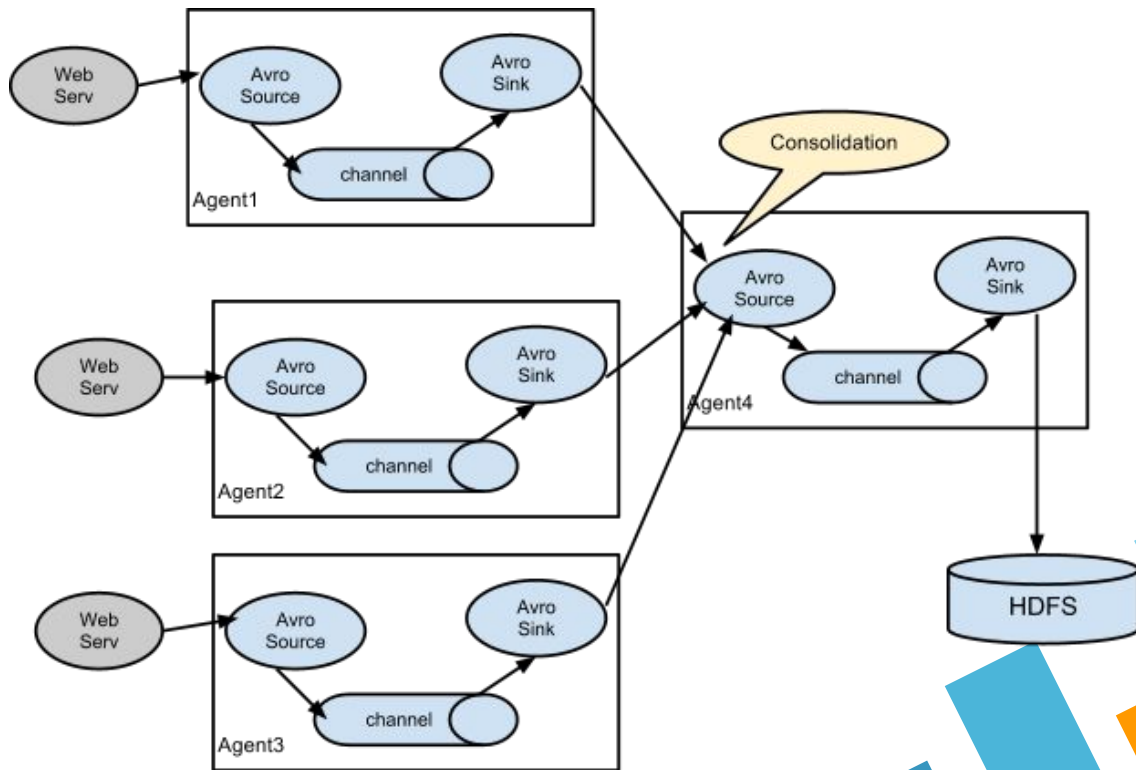 Web
Serv
Avro
Source
Avro
Sink
channel
Agent1
Consolidation
Web
Serv
Avro
Source
Avro
Sink
channel
Agent2
Avro
Source
Avro
Sink
channel
Agent4
Web
Serv
Avro
Source
Avro
Sink
channel
Agent3
HDFS